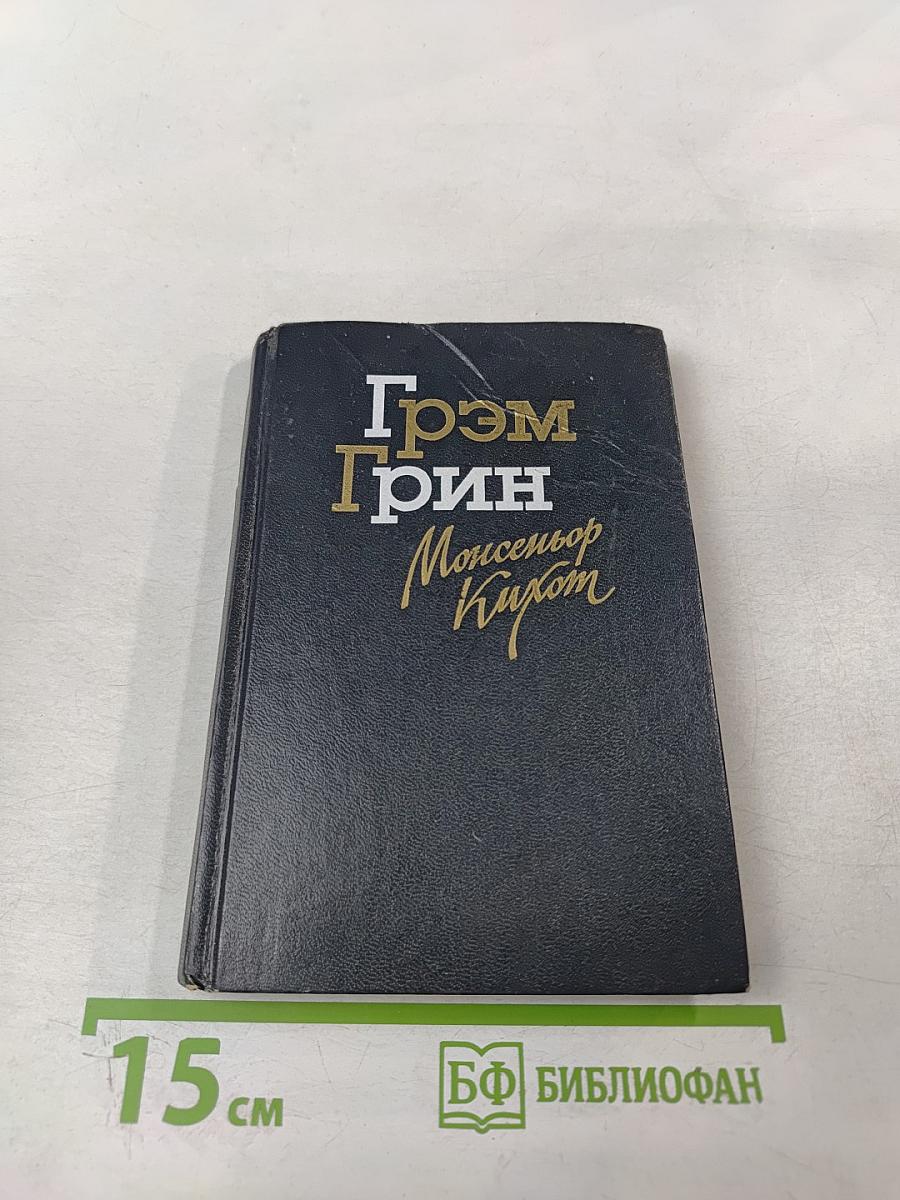 Грэм
Грин
Монсеньор
Кихот
15 см
БФ БИБЛИОФАН